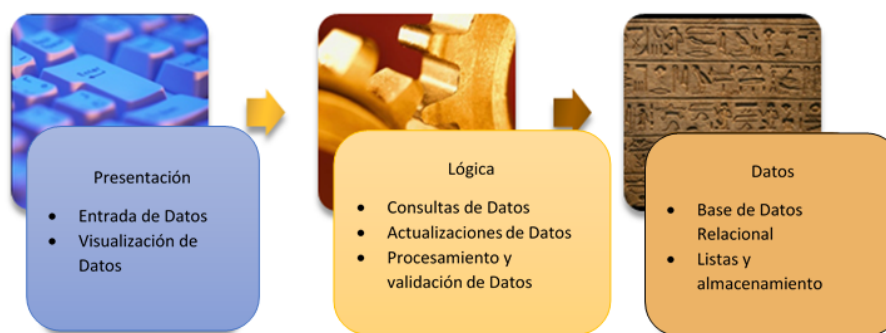 Presentación
• Entrada de Datos
• Visualización de
Datos
Lógica
• Consultas de Datos
• Actualizaciones de Datos
• Procesamiento y
validación de Datos
Datos
• Base de Datos
Relacional
• Listas y
almacenamiento